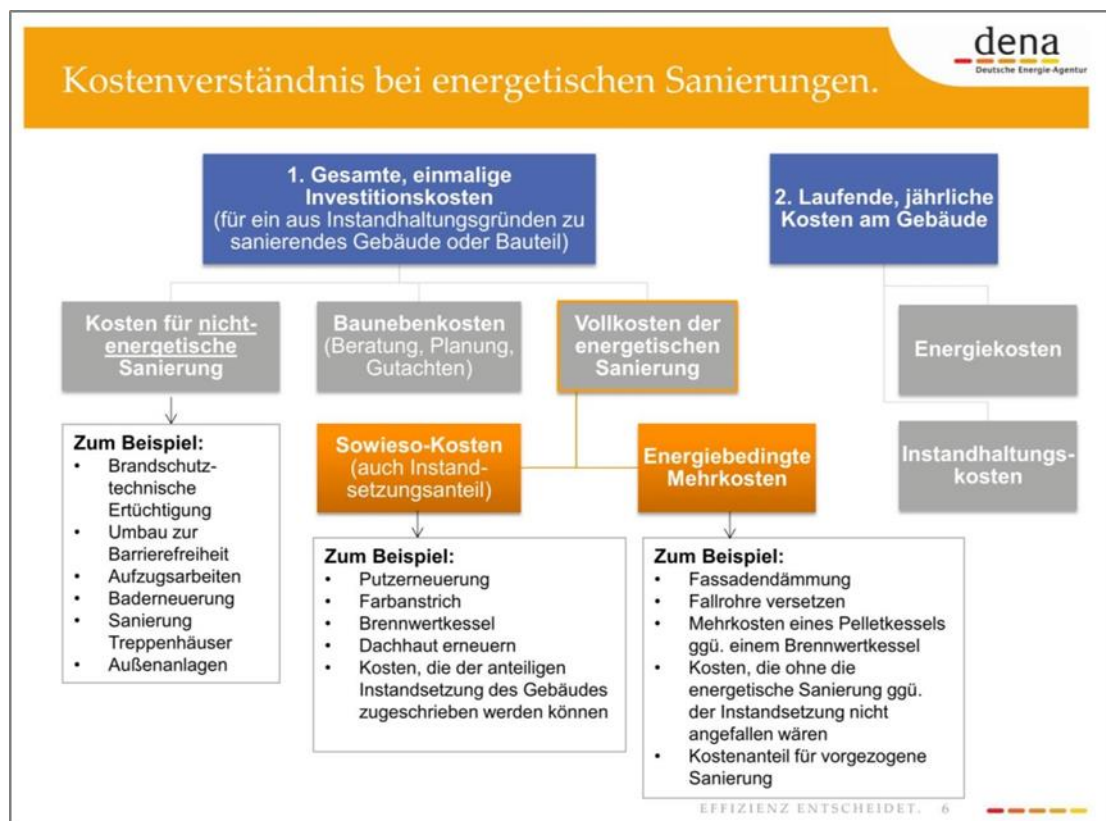 Kostenverständnis bei energetischen Sanierungen.
dena
Deutsche Energie-Agentur
1. Gesamte, einmalige
Investitionskosten
(für ein aus Instandhaltungsgründen zu
sanierendes Gebäude oder Bauteil)
2. Laufende, jährliche
Kosten am Gebäude
Kosten für nicht-
energetische
Sanierung
Baunebenkosten
(Beratung, Planung,
Gutachten)
Vollkosten der
energetischen
Sanierung
Energiekosten
Instandhaltungs-
kosten
Zum Beispiel:
• Brandschutz-
technische
Ertüchtigung
• Umbau zur
Barrierefreiheit
• Aufzugsarbeiten
• Baderneuerung
• Sanierung
Treppenhäuser
• Außenanlagen
Sowieso-Kosten
(auch Instand-
setzungsanteil)
Energiebedingte
Mehrkosten
Zum Beispiel:
• Putzerneuerung
• Farbanstrich
• Brennwertkessel
• Dachhaut erneuern
• Kosten, die der anteiligen
Instandsetzung des Gebäudes
zugeschrieben werden können
Zum Beispiel:
• Fassadendämmung
• Fallrohre versetzen
• Mehrkosten eines Pelletkessels
ggü. einem Brennwertkessel
• Kosten, die ohne die
energetische Sanierung ggü.
der Instandsetzung nicht
angefallen wären
• Kostenanteil für vorgezogene
Sanierung
EFFIZIENZ ENTSCHEIDET. 6